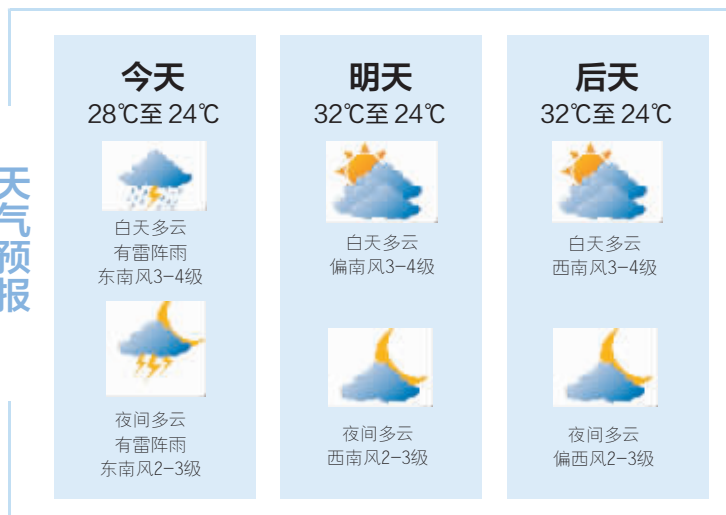 天气预报
今天
28℃至 24℃
白天多云
有雷阵雨
东南风3-4级
夜间多云
有雷阵雨
东南风2-3级
明天
32℃至 24℃
白天多云
偏南风3-4级
夜间多云
西南风2-3级
后天
32℃至 24℃
白天多云
西南风3-4级
夜间多云
偏西风2-3级